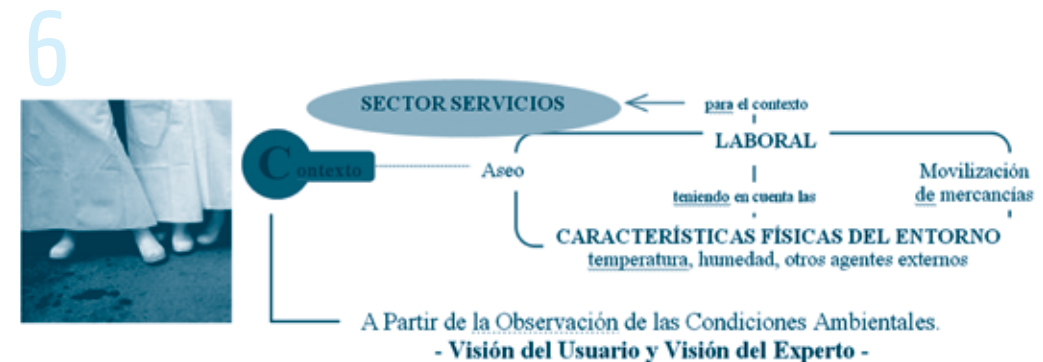 6
SECTOR SERVICIOS
para el contexto
LABORAL
Contexto
Aseo
Movilización
de mercancías
teniendo en cuenta las
CARACTERÍSTICAS FÍSICAS DEL ENTORNO
temperatura, humedad, otros agentes externos
A Partir de la Observación de las Condiciones Ambientales.
- Visión del Usuario y Visión del Experto -